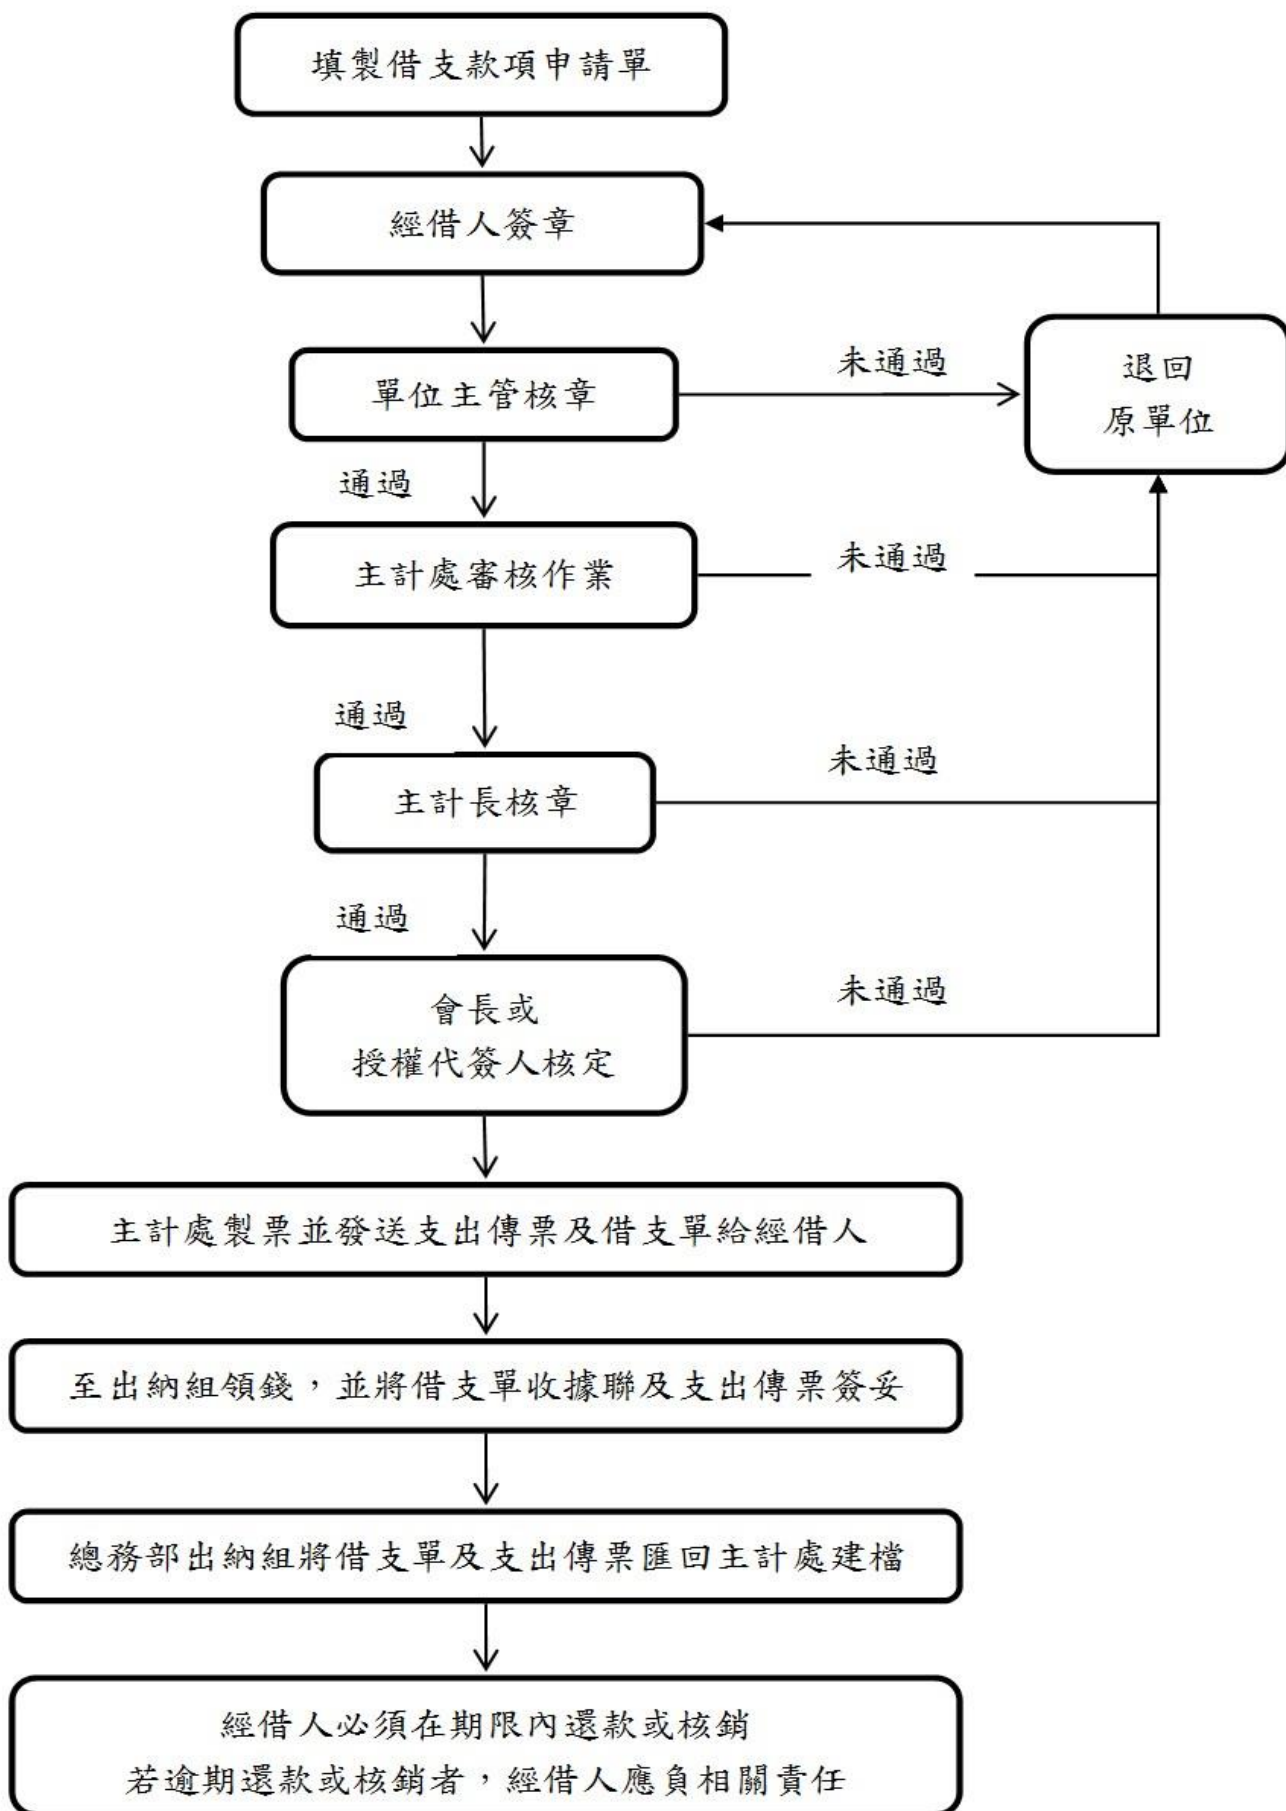 填製借支款項申請單
經借人簽章
單位主管核章
未通過
退回
原單位
通過
主計處審核作業
未通過
通過
主計長核章
未通過
通過
會長或
授權代簽人核定
未通過
主計處製票並發送支出傳票及借支單給經借人
至出納組領錢，並將借支單收據聯及支出傳票簽妥
總務部出納組將借支單及支出傳票匯回主計處建檔
經借人必須在期限內還款或核銷
若逾期還款或核銷者，經借人應負相關責任